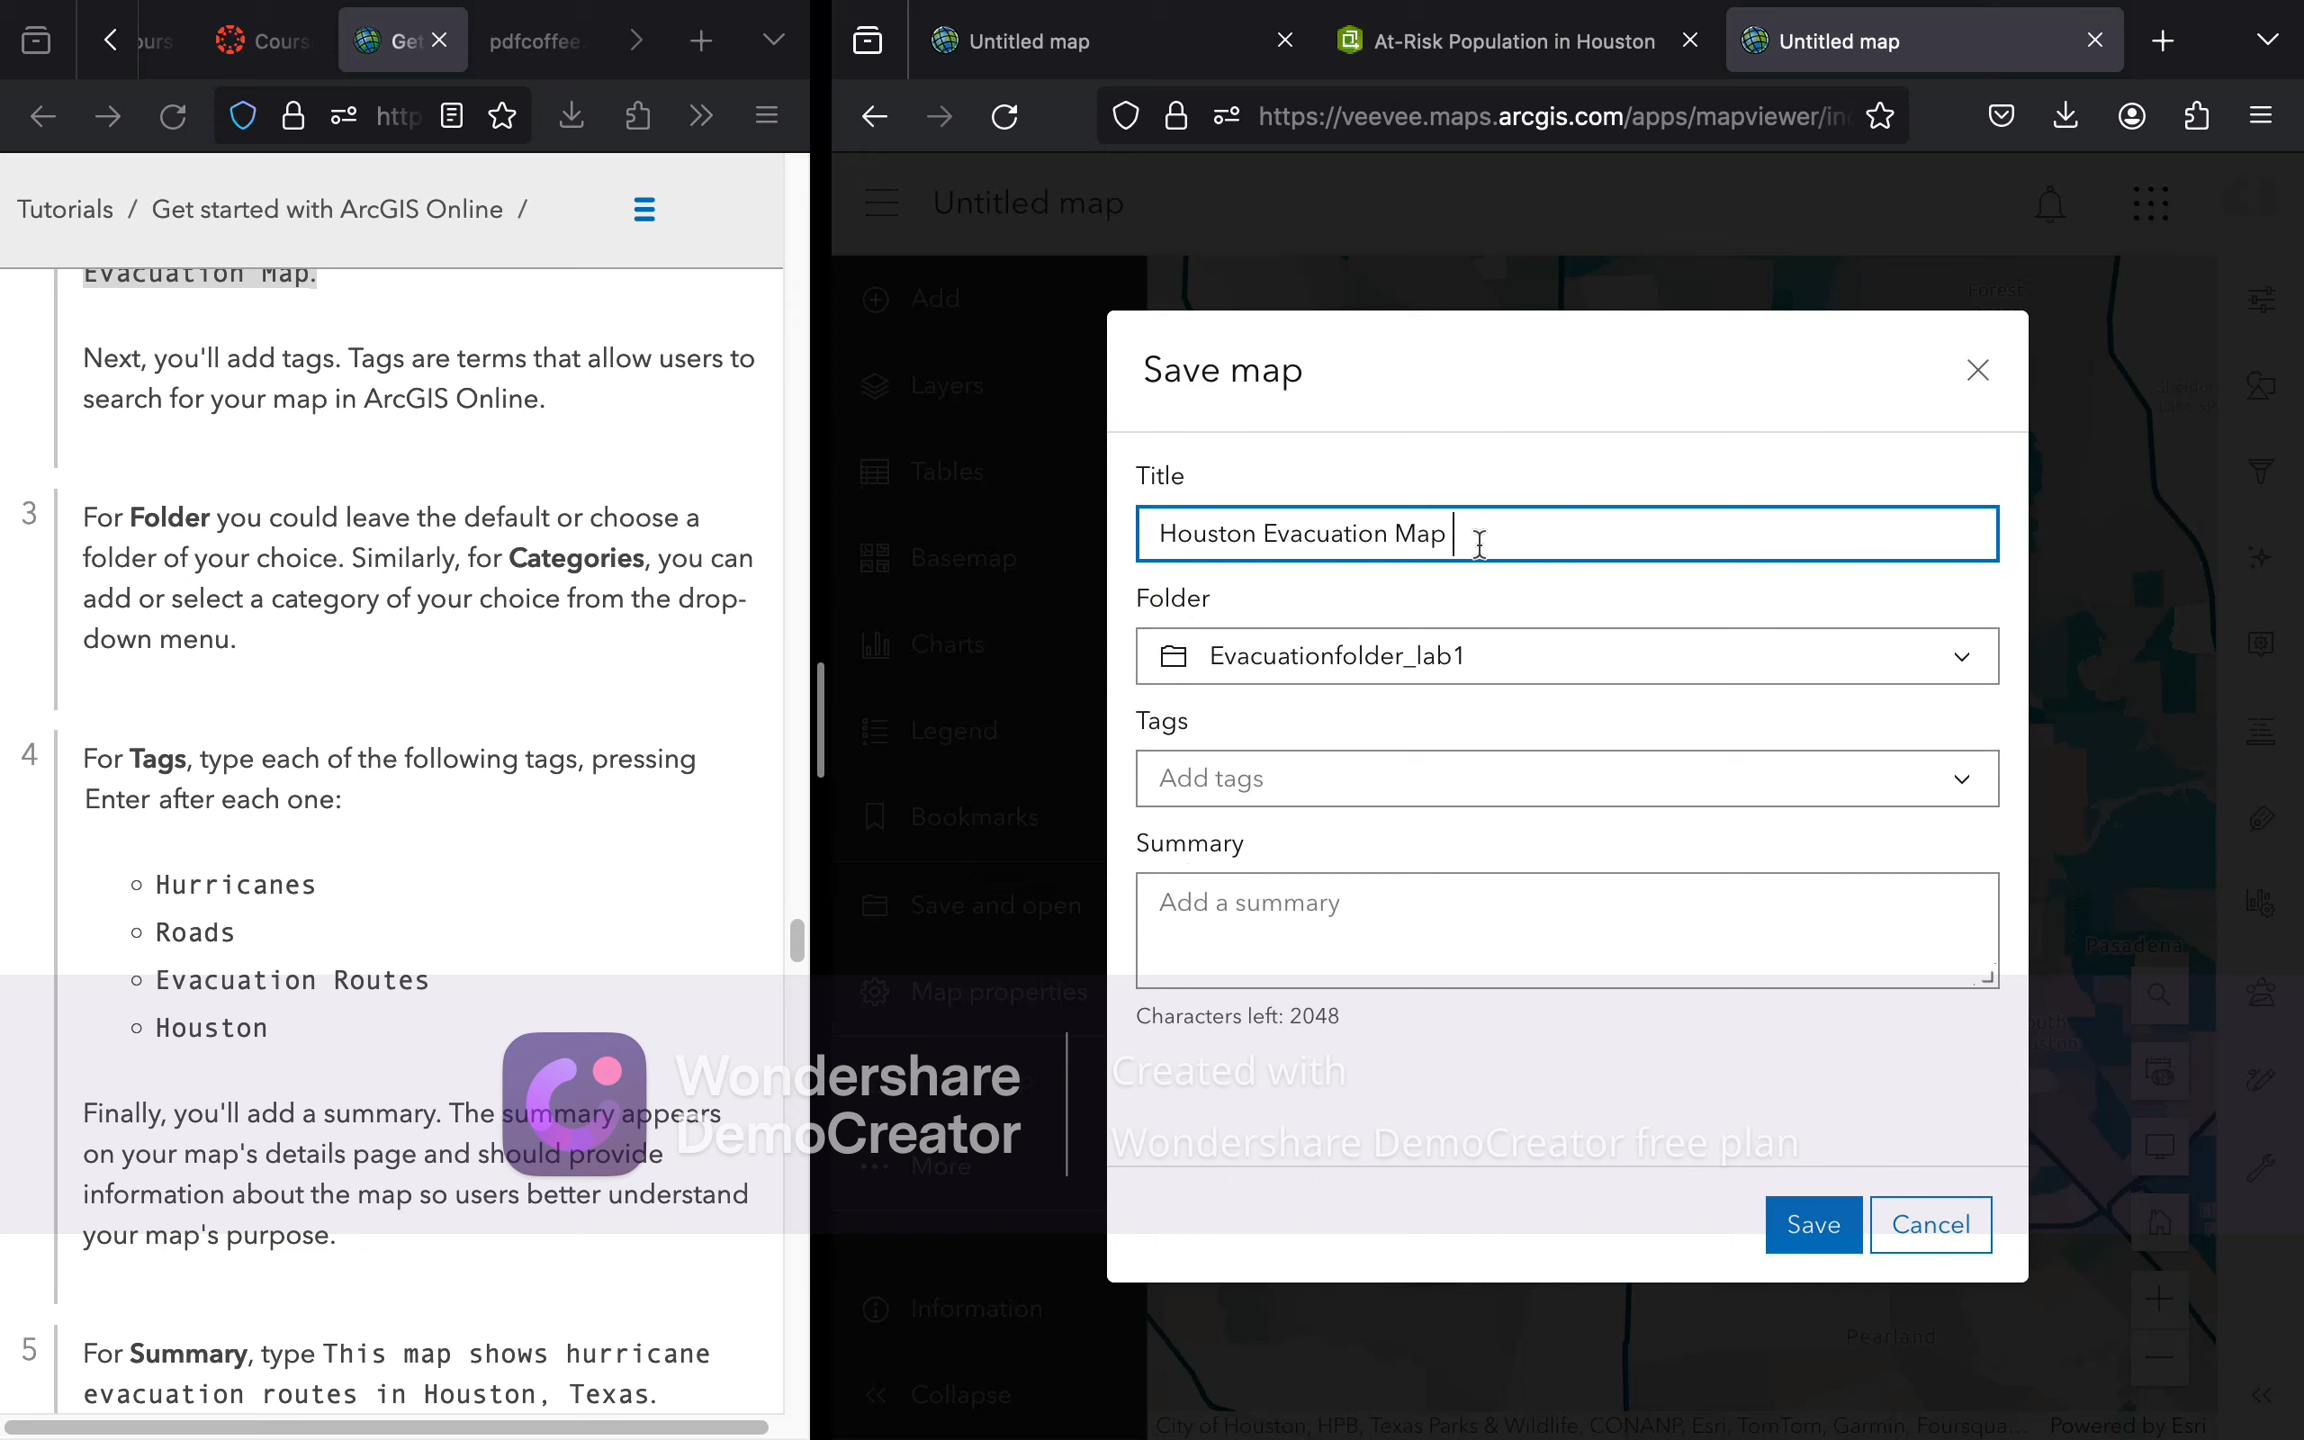 ours
Cours
Get
pdfcoffee.
Untitled map
At-Risk Population in Houston
Untitled map
http
https://veevee.maps.arcgis.com/apps/mapviewer/in
Tutorials / Get started with ArcGIS Online /
Evacuation Map.
Next, you'll add tags. Tags are terms that allow users to
search for your map in ArcGIS Online.
3
For Folder you could leave the default or choose a
folder of your choice. Similarly, for Categories, you can
add or select a category of your choice from the drop-
down menu.
4
For Tags, type each of the following tags, pressing
Enter after each one:
Hurricanes
Roads
Evacuation Routes
Houston
Finally, you'll add a summary. The summary appears
on your map's details page and should provide
information about the map so users better understand
your map's purpose.
5
For Summary, type This map shows hurricane
evacuation routes in Houston, Texas.
Untitled map
Add
Layers
Tables
Basemap
Charts
Legend
Bookmarks
Save and open
Map properties
More
Information
Collapse
Save map
Title
Houston Evacuation Map
Folder
Evacuationfolder_lab1
Tags
Add tags
Summary
Add a summary
Characters left: 2048
Save
Cancel
Forest
Sheldon
Lake SP
Pasadena
South
Houston
Pearland
City of Houston, HPB, Texas Parks & Wildlife, CONANP, Esri, TomTom, Garmin, Foursqua...
Powered by Esri
Wondershare
DemoCreator
Created with
Wondershare DemoCreator free plan